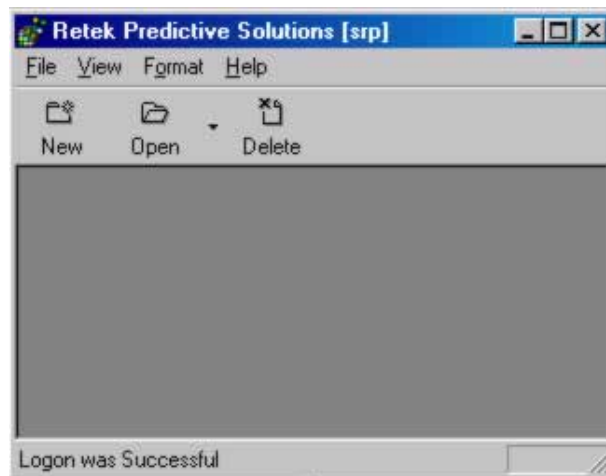 Retek Predictive Solutions [srp]
File View Format Help
New Open Delete
Logon was Successful